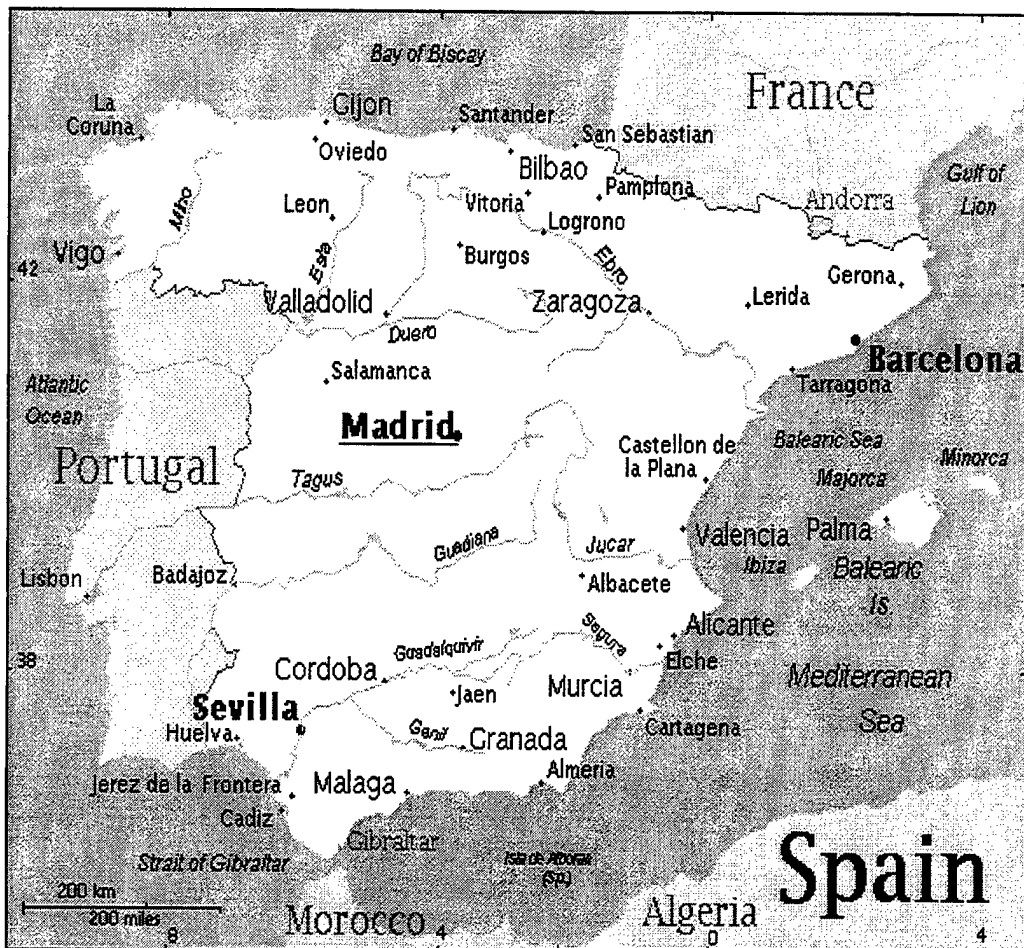 Bay of Biscay
France
La
Coruna
Gijon
Santander
San Sebastian
Oviedo
Bilbao
Gulf of
Lion
Pamplona
Andorra
Leon
Vitoria
Logrono
Vigo
Esla
Burgos
Ebro
Gerona
42
Valladolid
Zaragoza
Lerida
Duero
Barcelona
Salamanca
Tarragona
Atlantic
Ocean
Madrid
Castellon de
la Plana
Balearic Sea
Minorca
Portugal
Tagus
Majorca
Palma
Valencia
Guadiana
Jucar
Ibiza
Balearic
Is.
Lisbon
Badajoz
Albacete
Segura
Alicante
38
Guadalquivir
Elche
Cordoba
Jaen
Murcia
Mediterranean
Sea
Sevilla
Cartagena
Huelva
Genil
Granada
Jerez de la Frontera
Malaga
Almeria
Cadiz
Gibraltar
Strait of Gibraltar
Isla de Alboran
(Sp.)
Spain
200 km
200 miles
Morocco
Algeria
8
4
0
4